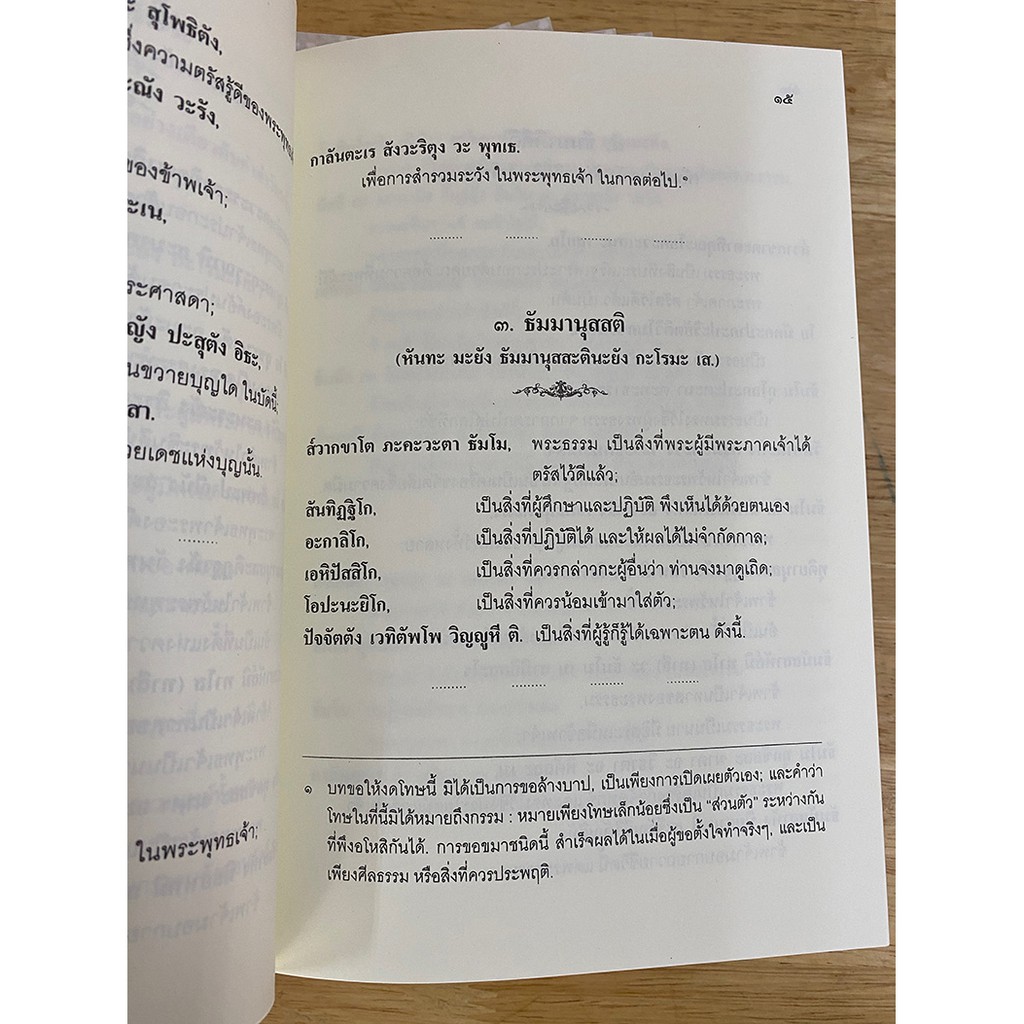 สุโพธิตัง,
ซึ่งความตรัสรู้ดีของพระพุทธ
ะณัง วะรัง,
ของข้าพเจ้า;
ะเน,
ระศาสดา;
ญัง ปะสุตัง อิธะ,
นขวายบุญใด ในบัดนี้;
สา.
วยเดชแห่งบุญนั้น.
ในพระพุทธเจ้า;
๑๕
กาลันตะเร สังวะริตุง วะ พุทเธ.
เพื่อการสำรวมระวัง ในพระพุทธเจ้า ในกาลต่อไป.๑
๓. ธัมมานุสสติ
(หันทะ มะยัง ธัมมานุสสะตินะยัง กะโรมะ เส.)
ส๎วากขาโต ภะคะวะตา ธัมโม, พระธรรม เป็นสิ่งที่พระผู้มีพระภาคเจ้าได้
ตรัสไว้ดีแล้ว;
สันทิฏฐิโก, เป็นสิ่งที่ผู้ศึกษาและปฏิบัติ พึงเห็นได้ด้วยตนเอง
อะกาลิโก, เป็นสิ่งที่ปฏิบัติได้ และให้ผลได้ไม่จำกัดกาล;
เอหิปัสสิโก, เป็นสิ่งที่ควรกล่าวกะผู้อื่นว่า ท่านจงมาดูเถิด;
โอปะนะยิโก, เป็นสิ่งที่ควรน้อมเข้ามาใส่ตัว;
ปัจจัตตัง เวทิตัพโพ วิญญูหี ติ. เป็นสิ่งที่ผู้รู้ก็รู้ได้เฉพาะตน ดังนี้.
๑ บทขอให้งดโทษนี้ มิได้เป็นการขอล้างบาป, เป็นเพียงการเปิดเผยตัวเอง; และคำว่า
โทษในที่นี้มิได้หมายถึงกรรม : หมายเพียงโทษเล็กน้อยซึ่งเป็น “ส่วนตัว” ระหว่างกัน
ที่พึงอโหสิกันได้. การขอขมาชนิดนี้ สำเร็จผลได้ในเมื่อผู้ขอตั้งใจทำจริงๆ, และเป็น
เพียงศีลธรรม หรือสิ่งที่ควรประพฤติ.